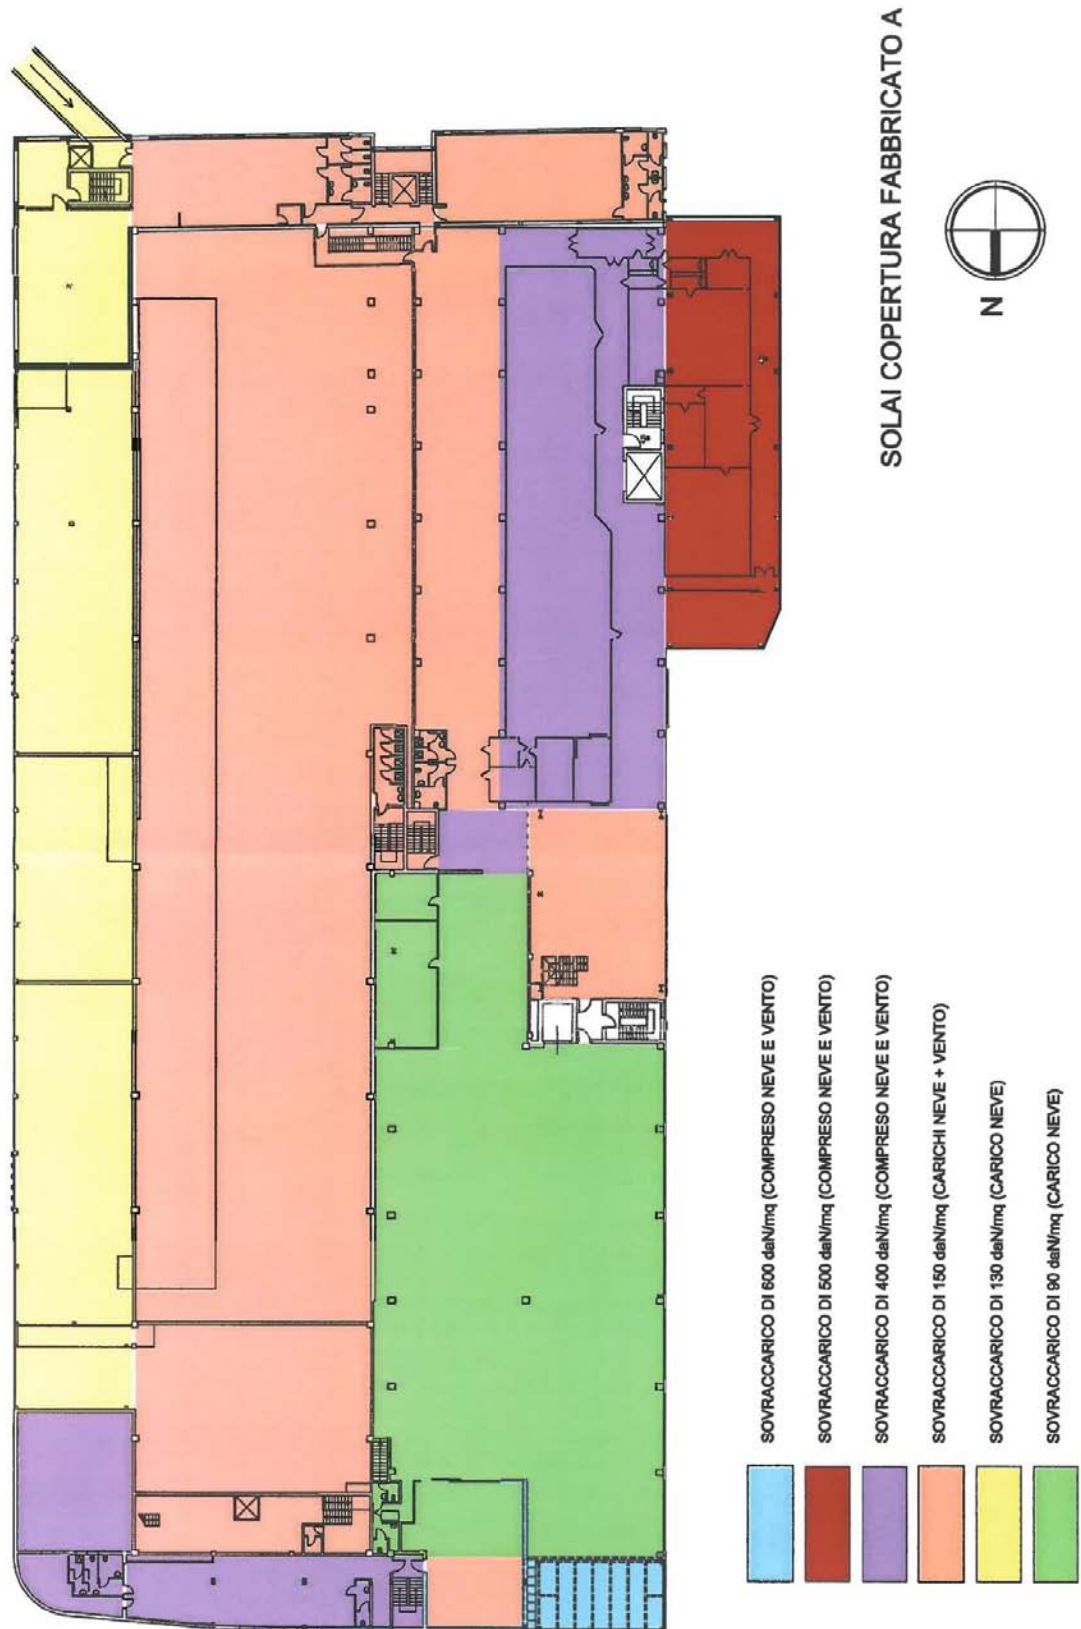 SOLAI COPERTURA FABBRICATO A
N
SOVRACCARICO DI 600 daN/mq (COMPRESO NEVE E VENTO)
SOVRACCARICO DI 500 daN/mq (COMPRESO NEVE E VENTO)
SOVRACCARICO DI 400 daN/mq (COMPRESO NEVE E VENTO)
SOVRACCARICO DI 150 daN/mq (CARICHI NEVE + VENTO)
SOVRACCARICO DI 130 daN/mq (CARICO NEVE)
SOVRACCARICO DI 90 daN/mq (CARICO NEVE)